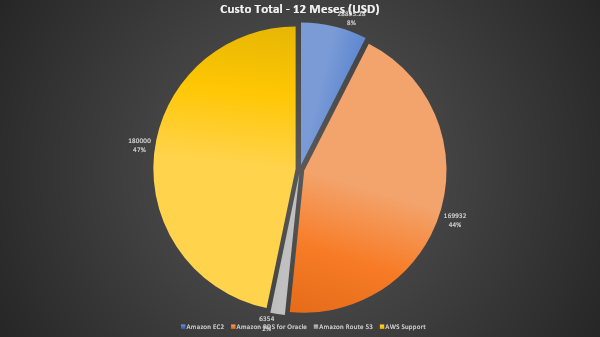 Custo Total - 12 Meses (USD)
8%
180000
47%
169932
44%
6354
Amazon EC2
Amazon RDS for Oracle
Amazon Route 53
AWS Support